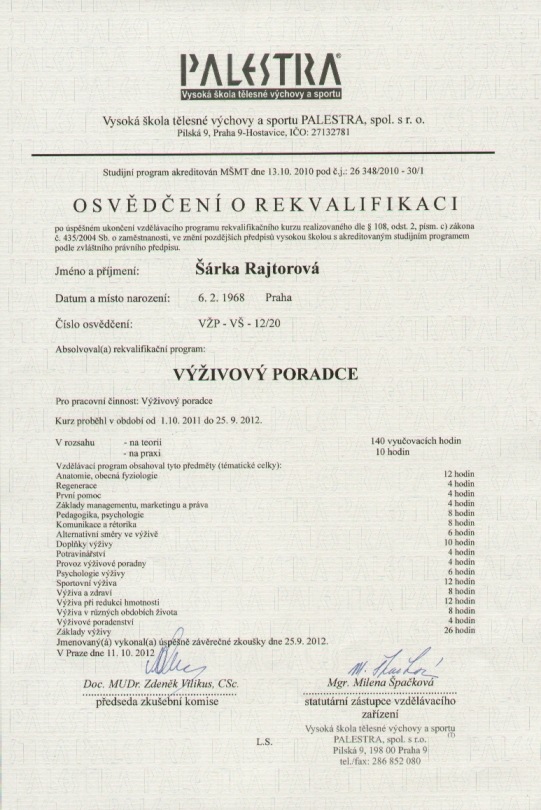 PALESTRA®
Vysoká škola tělesné výchovy a sportu
Vysoká škola tělesné výchovy a sportu PALESTRA, spol. s r. o.
Pilská 9, Praha 9-Hostavice, IČO: 27132781
Studijní program akreditován MŠMT dne 13.10. 2010 pod č.j.: 26 348/2010 - 30/1
OSVĚDČENÍ O REKVALIFIKACI
po úspěšném ukončení vzdělávacího programu rekvalifikačního kurzu realizovaného dle § 108, odst. 2, písm. c) zákona
č. 435/2004 Sb. o zaměstnanosti, ve znění pozdějších předpisů vysokou školou s akreditovaným studijním programem
podle zvláštního právního předpisu.
Jméno a příjmení: Šárka Rajtorová
Datum a místo narození: 6. 2. 1968 Praha
Číslo osvědčení: VŽP - VŠ - 12/20
Absolvoval(a) rekvalifikační program:
VÝŽIVOVÝ PORADCE
Pro pracovní činnost: Výživový poradce
Kurz proběhl v období od 1.10. 2011 do 25. 9. 2012.
V rozsahu - na teorii 140 vyučovacích hodin
- na praxi 10 hodin
Vzdělávací program obsahoval tyto předměty (tématické celky):
Anatomie, obecná fyziologie 12 hodin
Regenerace 4 hodin
První pomoc 4 hodin
Základy managementu, marketingu a práva 4 hodin
Pedagogika, psychologie 8 hodin
Komunikace a rétorika 8 hodin
Alternativní směry ve výživě 6 hodin
Doplňky výživy 10 hodin
Potravinářství 4 hodin
Provoz výživové poradny 4 hodin
Psychologie výživy 6 hodin
Sportovní výživa 12 hodin
Výživa a zdraví 8 hodin
Výživa při redukci hmotnosti 12 hodin
Výživa v různých obdobích života 8 hodin
Výživové poradenství 4 hodin
Základy výživy 26 hodin
Jmenovaný(á) vykonal(a) úspěšně závěrečné zkoušky dne 25.9. 2012.
V Praze dne 11. 10. 2012
Doc. MUDr. Zdeněk Vilikus, CSc.
předseda zkušební komise
Mgr. Milena Špačková
statutární zástupce vzdělávacího
zařízení
Vysoká škola tělesné výchovy a sportu
PALESTRA, spol. s r.o. (1)
Pilská 9, 198 00 Praha 9
tel./fax: 286 852 080
L.S.